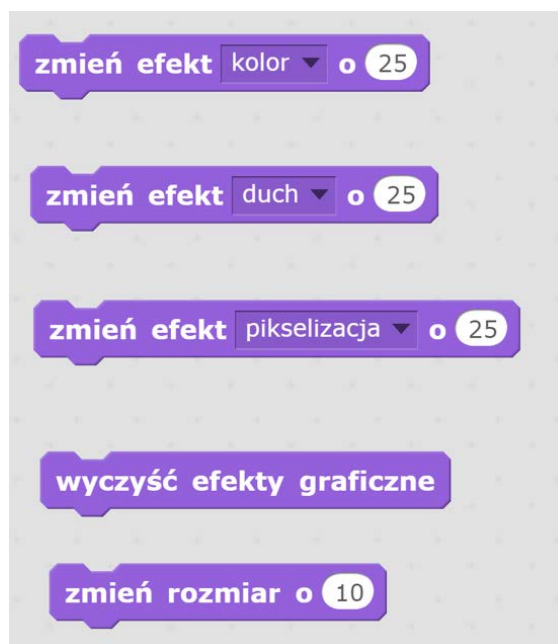 zmień efekt kolor o 25
zmień efekt duch o 25
zmień efekt pikselizacja o 25
wyczyść efekty graficzne
zmień rozmiar o 10